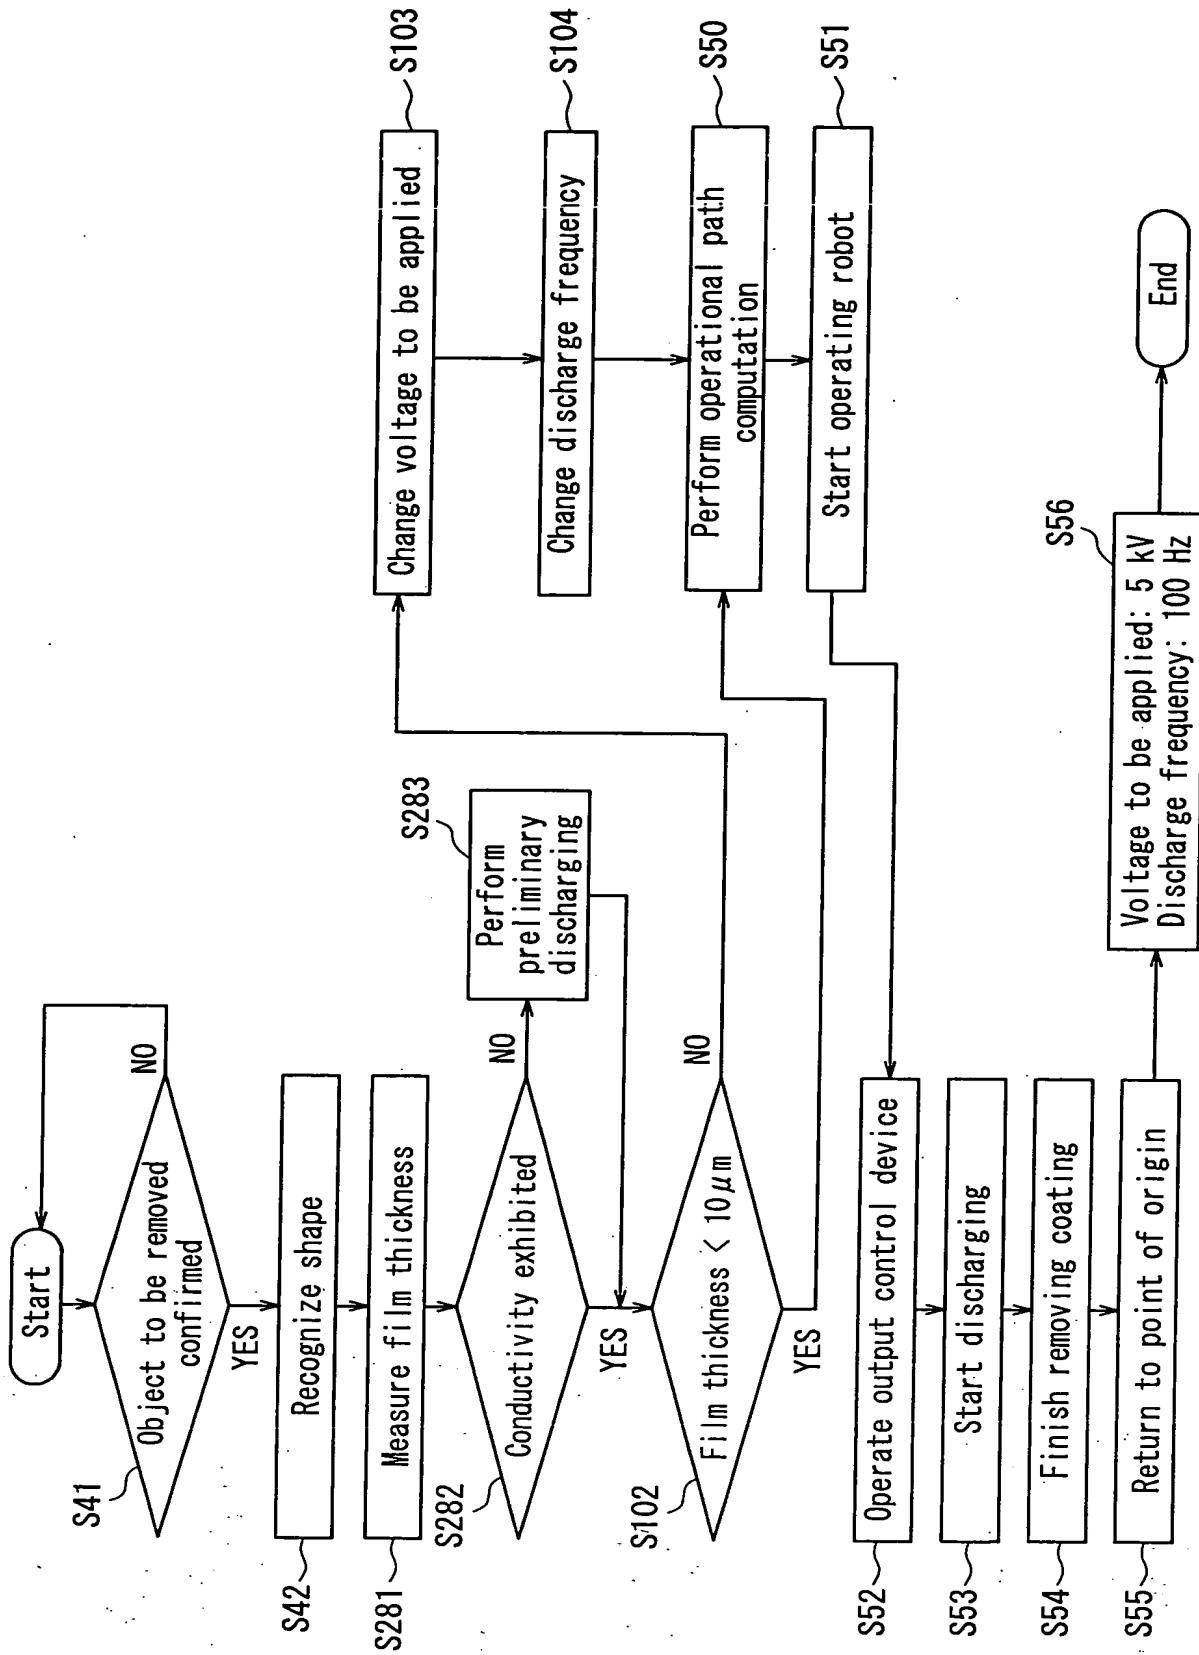 Start
S41
Object to be removed
confirmed
NO
YES
S42
Recognize shape
S281
Measure film thickness
S282
Conductivity exhibited
NO
YES
S283
Perform
preliminary
discharging
S102
Film thickness < 10μm
NO
YES
S103
Change voltage to be applied
S104
Change discharge frequency
S50
Perform operational path
computation
S51
Start operating robot
S52
Operate output control device
S53
Start discharging
S54
Finish removing coating
S55
Return to point of origin
S56
Voltage to be applied: 5 kV
Discharge frequency: 100 Hz
End